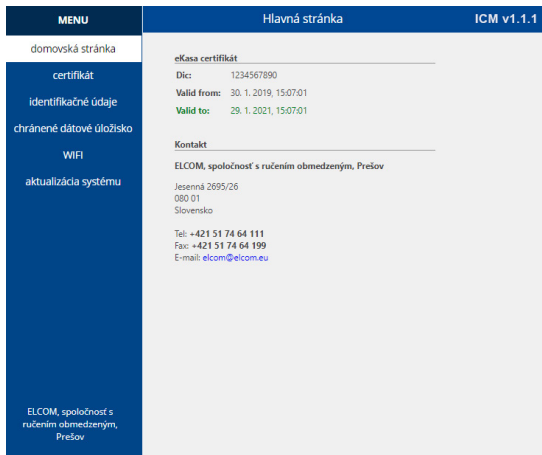 MENU
Hlavná stránka
ICM v1.1.1
domovská stránka
certifikát
identifikačné údaje
chránené dátové úložisko
WIFI
aktualizácia systému
ELCOM, spoločnosť s
ručením obmedzeným,
Prešov
eKasa certifikát
Dic: 1234567890
Valid from: 30. 1. 2019, 15:07:01
Valid to: 29. 1. 2021, 15:07:01
Kontakt
ELCOM, spoločnosť s ručením obmedzeným, Prešov
Jesenná 2695/26
080 01
Slovensko
Tel: +421 51 74 64 111
Fax: +421 51 74 64 199
E-mail: elcom@elcom.eu